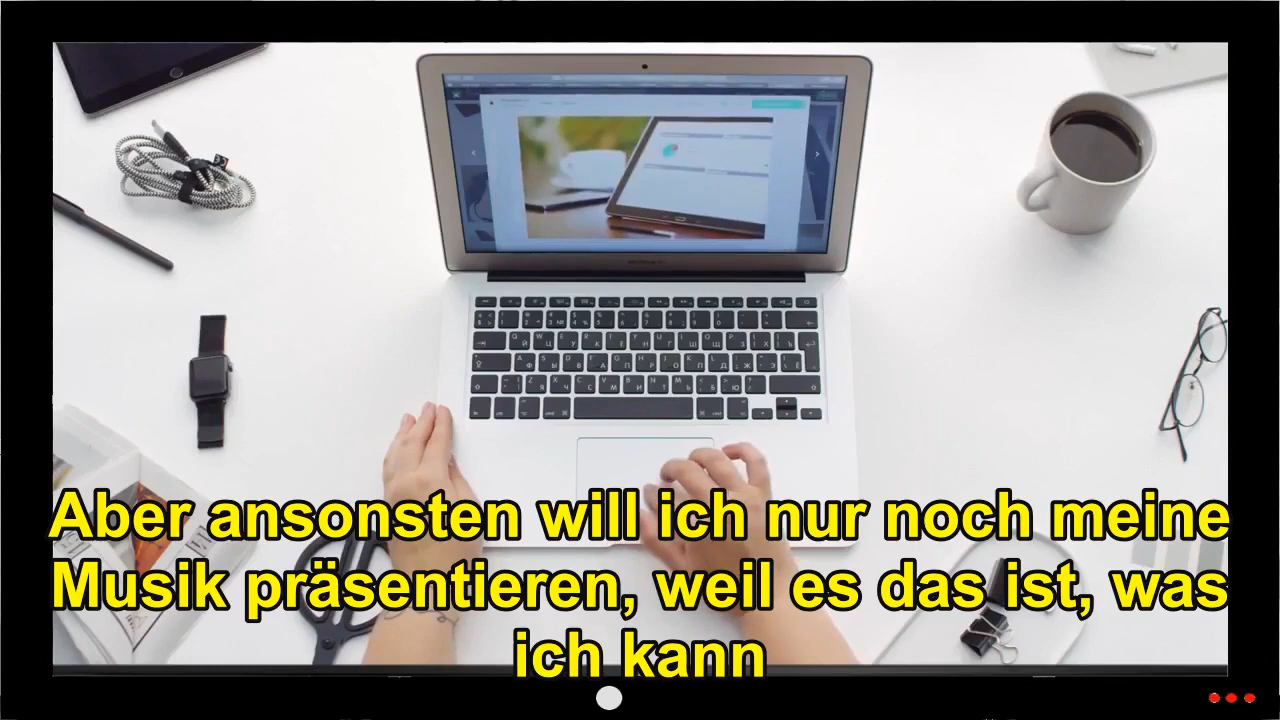 Aber ansonsten will ich nur noch meine
Musik präsentieren, weil es das ist, was
ich kann